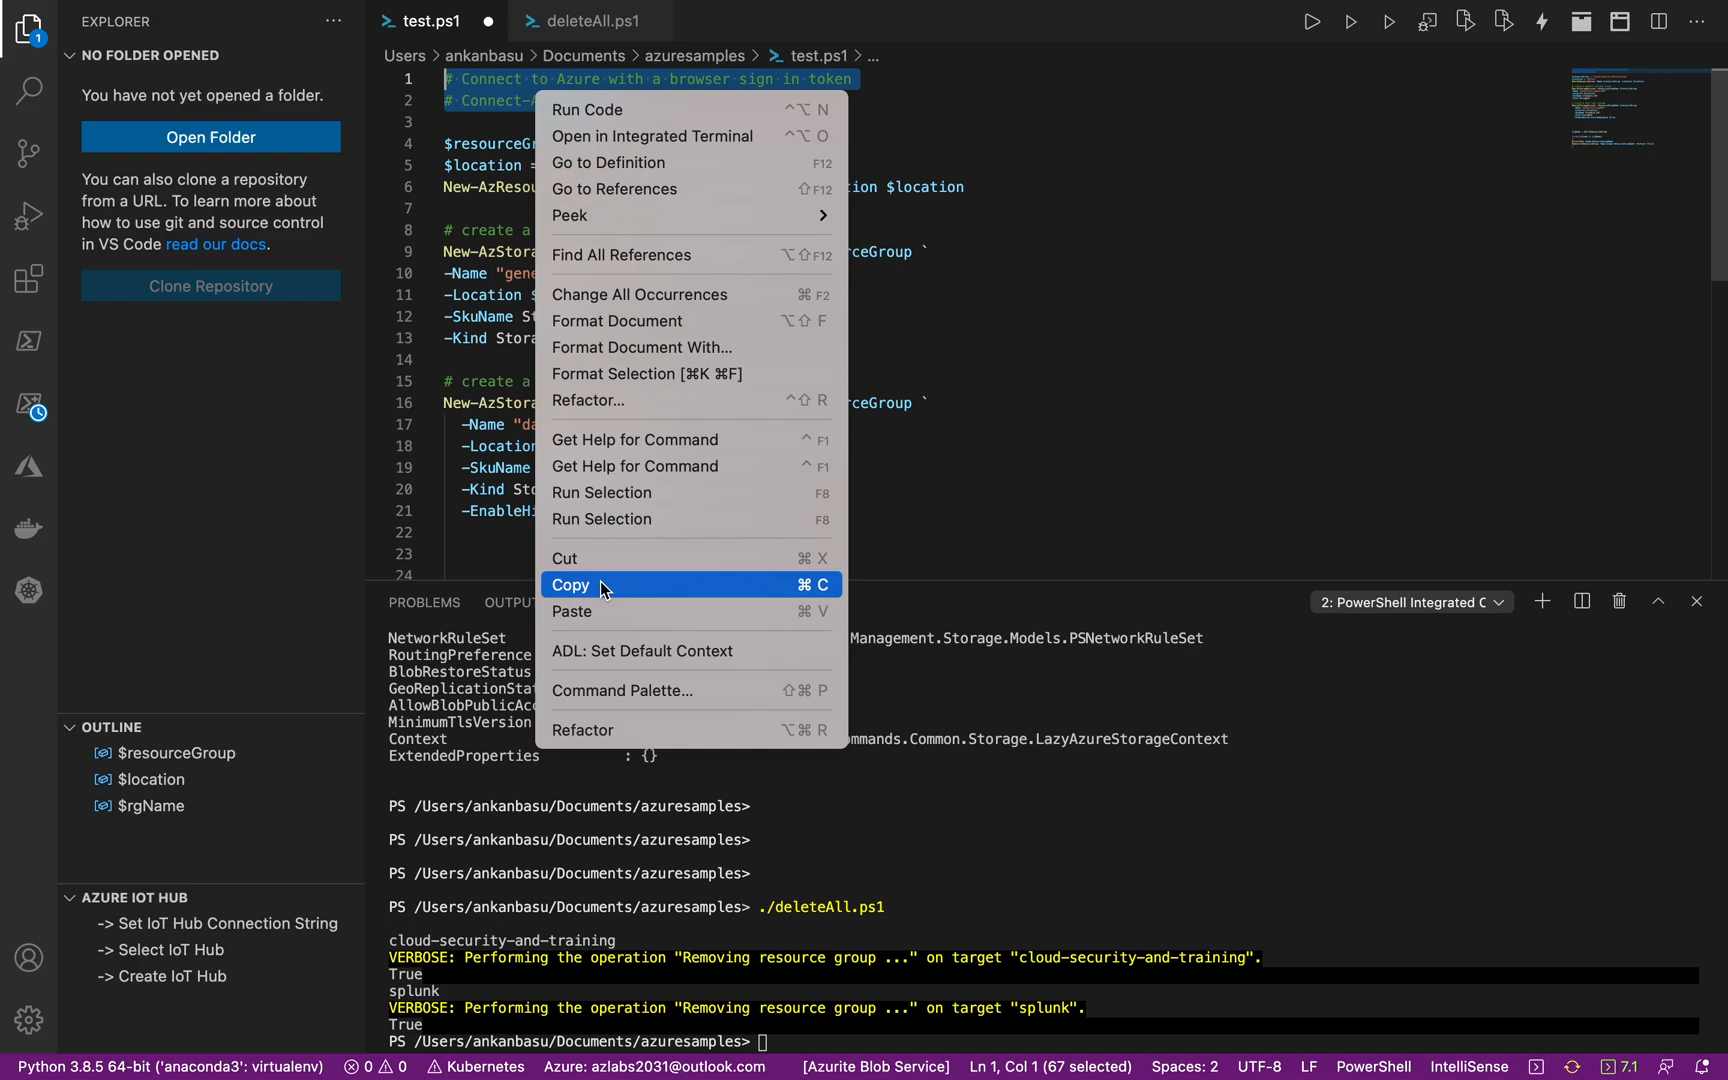 EXPLORER
1
NO FOLDER OPENED
You have not yet opened a folder.
Open Folder
You can also clone a repository
from a URL. To learn more about
how to use git and source control
in VS Code read our docs.
Clone Repository
OUTLINE
$resourceGroup
$location
$rgName
AZURE IOT HUB
-> Set IoT Hub Connection String
-> Select IoT Hub
-> Create IoT Hub
test.ps1
deleteAll.ps1
Users > ankanbasu > Documents > azuresamples > test.ps1 > ...
1 # Connect to Azure with a browser sign in token
2 # Connect-A
3
4 $resourceGr
5 $location =
6 New-AzResou ion $location
7
8 # create a
9 New-AzStora rceGroup `
10 -Name "gene
11 -Location $
12 -SkuName St
13 -Kind Stora
14
15 # create a
16 New-AzStora rceGroup `
17 -Name "da
18 -Location
19 -SkuName
20 -Kind Sto
21 -EnableHi
22
23
24
Run Code ^⌥ N
Open in Integrated Terminal ^⌥ O
Go to Definition F12
Go to References ⇧F12
Peek
Find All References ⌥⇧F12
Change All Occurrences ⌘ F2
Format Document ⌥⇧ F
Format Document With...
Format Selection [⌘K ⌘F]
Refactor... ^⇧ R
Get Help for Command ^ F1
Get Help for Command ^ F1
Run Selection F8
Run Selection F8
Cut ⌘ X
Copy ⌘ C
Paste ⌘ V
ADL: Set Default Context
Command Palette... ⇧⌘ P
Refactor ⌥⌘ R
PROBLEMS OUTPU
2: PowerShell Integrated C
NetworkRuleSet Management.Storage.Models.PSNetworkRuleSet
RoutingPreference
BlobRestoreStatus
GeoReplicationStat
AllowBlobPublicAcc
MinimumTlsVersion
Context ommands.Common.Storage.LazyAzureStorageContext
ExtendedProperties : {}
PS /Users/ankanbasu/Documents/azuresamples>
PS /Users/ankanbasu/Documents/azuresamples>
PS /Users/ankanbasu/Documents/azuresamples>
PS /Users/ankanbasu/Documents/azuresamples> ./deleteAll.ps1
cloud-security-and-training
VERBOSE: Performing the operation "Removing resource group ..." on target "cloud-security-and-training".
True
splunk
VERBOSE: Performing the operation "Removing resource group ..." on target "splunk".
True
PS /Users/ankanbasu/Documents/azuresamples>
Python 3.8.5 64-bit ('anaconda3': virtualenv) 0 0 Kubernetes Azure: azlabs2031@outlook.com [Azurite Blob Service] Ln 1, Col 1 (67 selected) Spaces: 2 UTF-8 LF PowerShell IntelliSense 7.1